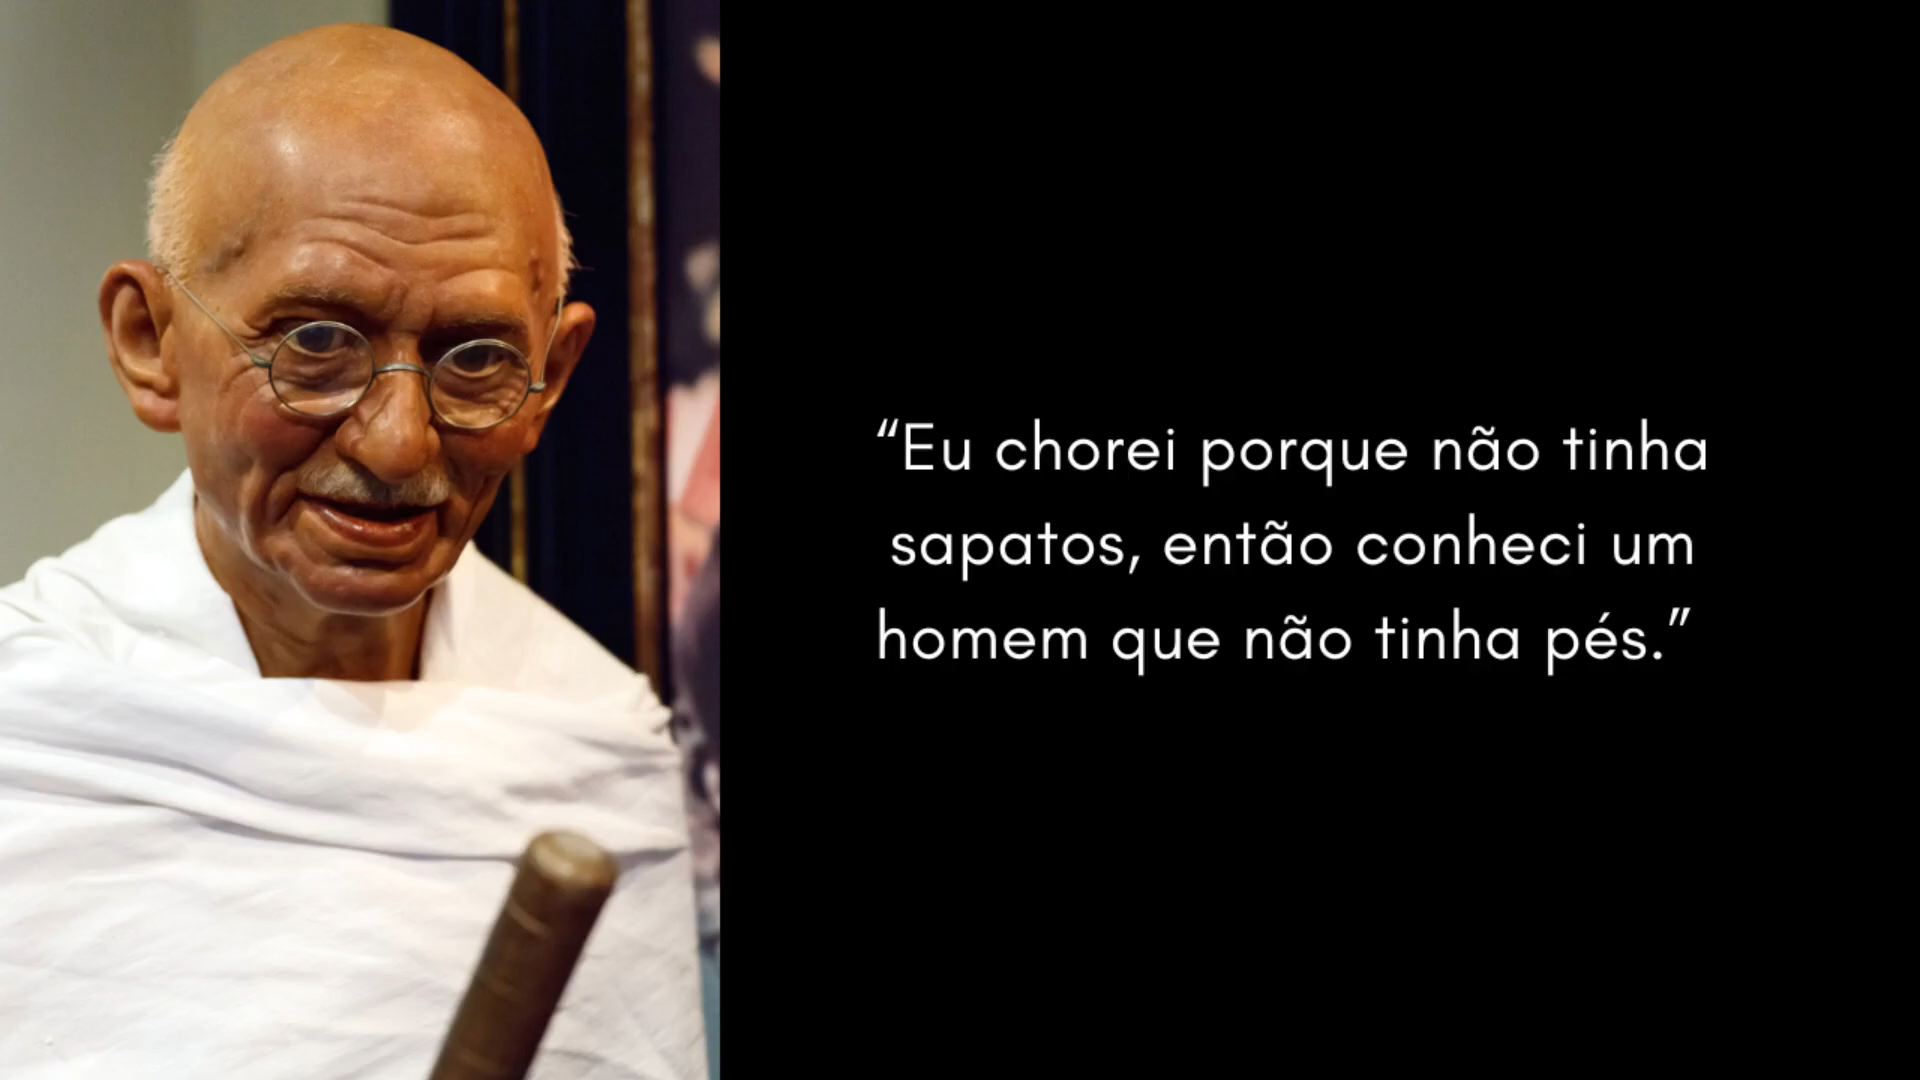 “Eu chorei porque não tinha
sapatos, então conheci um
homem que não tinha pés.”